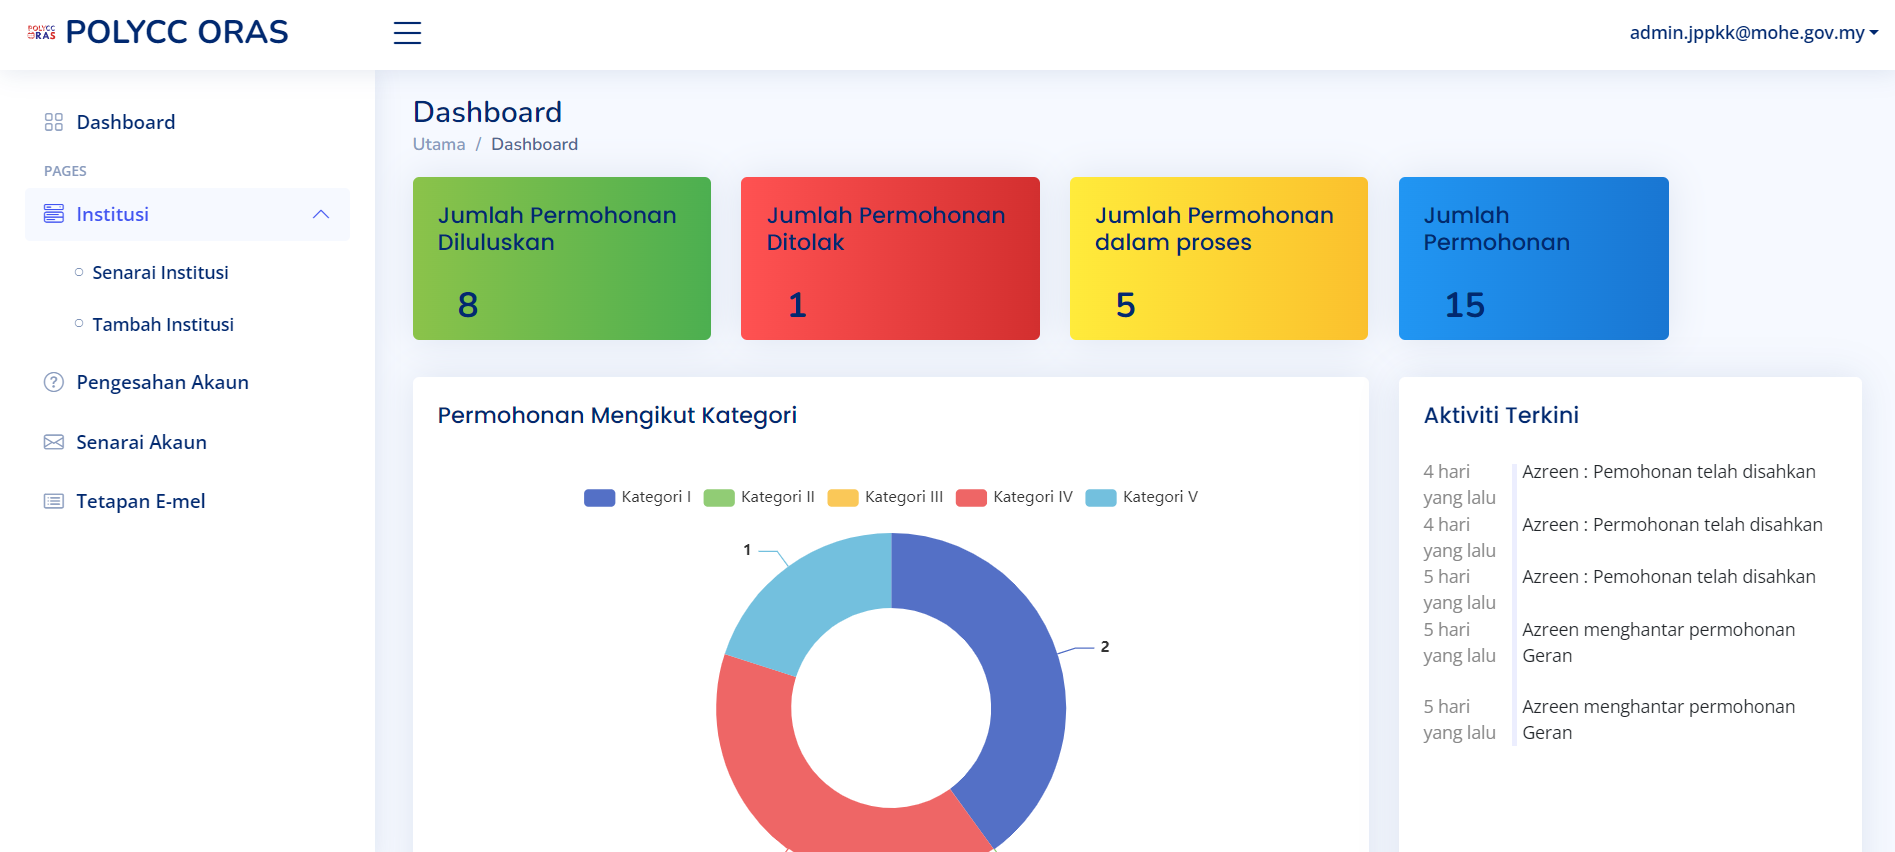 POLYCC
ORAS
POLYCC ORAS
admin.jppkk@mohe.gov.my
Dashboard
PAGES
Institusi
Senarai Institusi
Tambah Institusi
Pengesahan Akaun
Senarai Akaun
Tetapan E-mel
Dashboard
Utama / Dashboard
Jumlah Permohonan
Diluluskan
8
Jumlah Permohonan
Ditolak
1
Jumlah Permohonan
dalam proses
5
Jumlah
Permohonan
15
Permohonan Mengikut Kategori
Kategori I Kategori II Kategori III Kategori IV Kategori V
1
2
Aktiviti Terkini
4 hari
yang lalu
Azreen : Pemohonan telah disahkan
4 hari
yang lalu
Azreen : Permohonan telah disahkan
5 hari
yang lalu
Azreen : Pemohonan telah disahkan
5 hari
yang lalu
Azreen menghantar permohonan
Geran
5 hari
yang lalu
Azreen menghantar permohonan
Geran